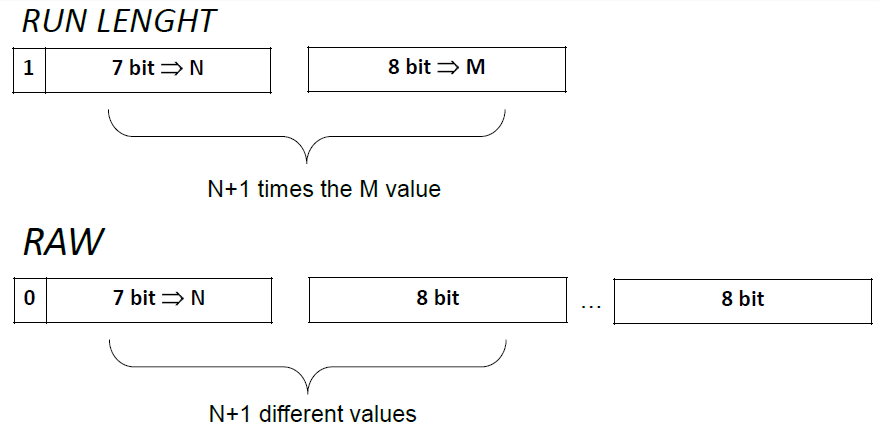 RUN LENGHT
1 7 bit ⇒ N 8 bit ⇒ M
N+1 times the M value
RAW
0 7 bit ⇒ N 8 bit ... 8 bit
N+1 different values